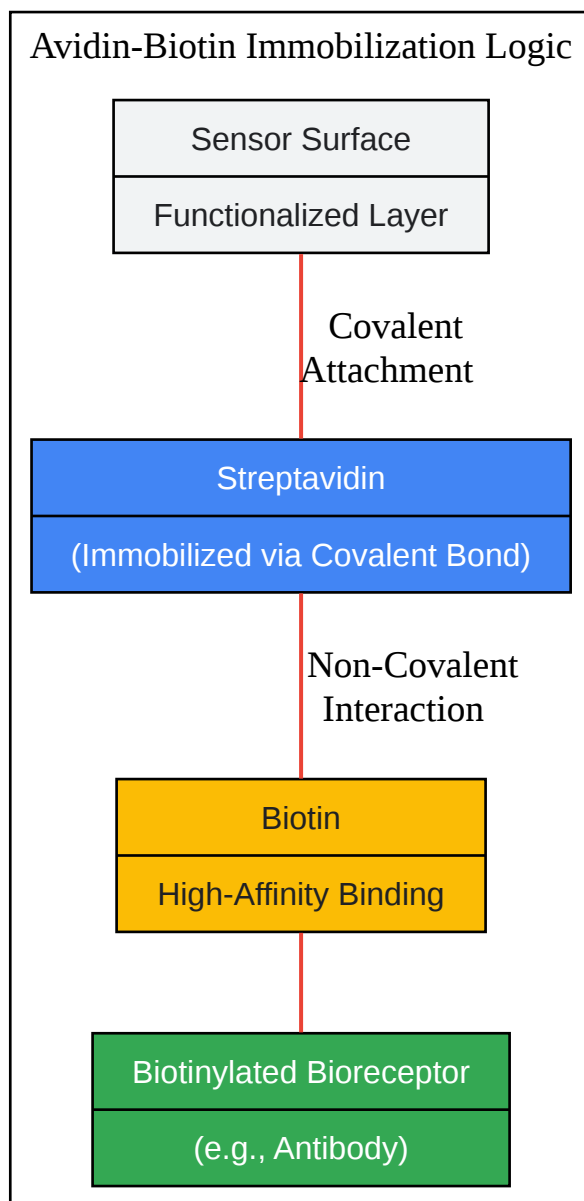 Avidin-Biotin Immobilization Logic
Sensor Surface
Functionalized Layer
Covalent
Attachment
Streptavidin
(Immobilized via Covalent Bond)
Non-Covalent
Interaction
Biotin
High-Affinity Binding
Biotinylated Bioreceptor
(e.g., Antibody)